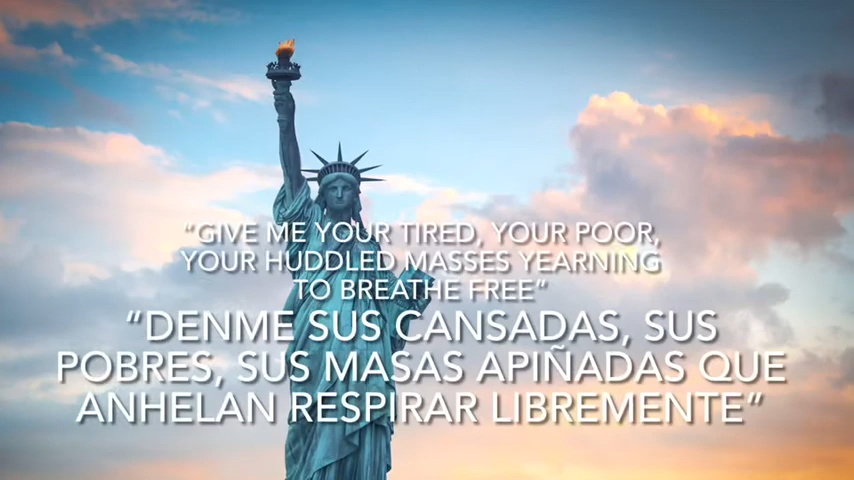 “GIVE ME YOUR TIRED, YOUR POOR,
YOUR HUDDLED MASSES YEARNING
TO BREATHE FREE”
“DENME SUS CANSADAS, SUS
POBRES, SUS MASAS APIÑADAS QUE
ANHELAN RESPIRAR LIBREMENTE”